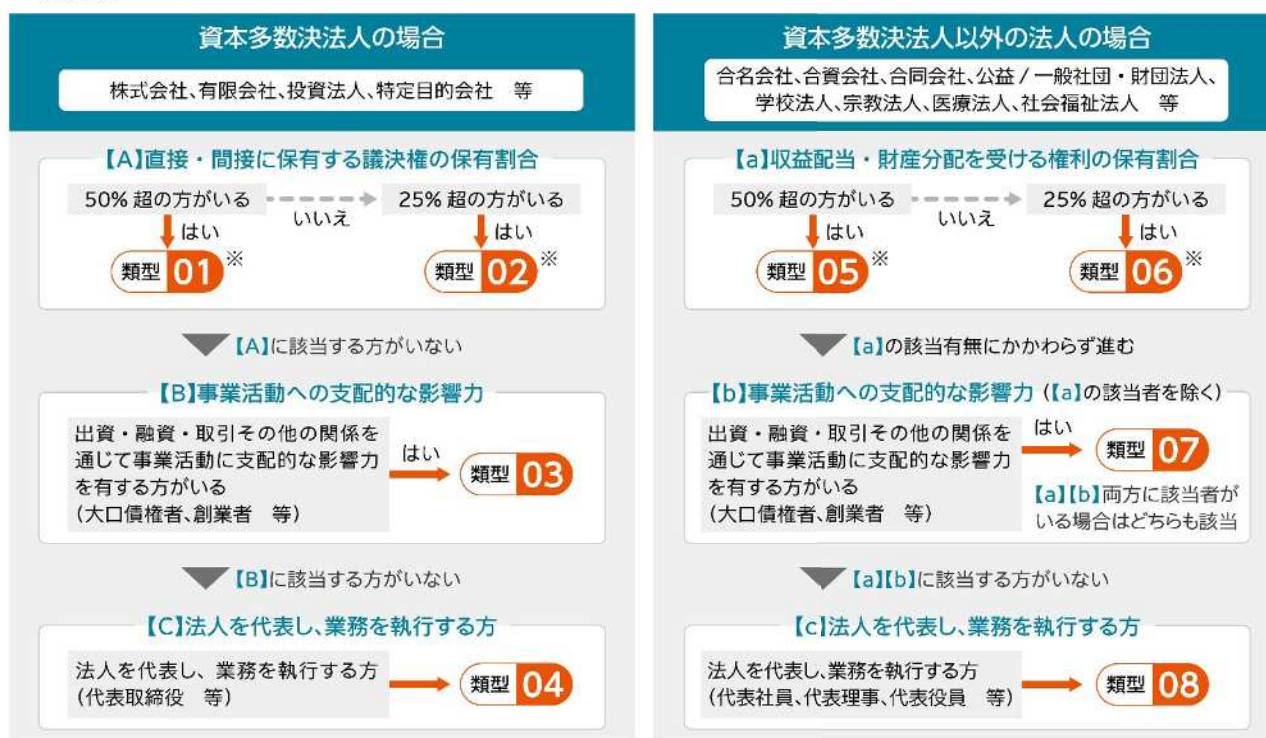 資本多数決法人の場合
株式会社、有限会社、投資法人、特定目的会社　等
【A】直接・間接に保有する議決権の保有割合
50% 超の方がいる
いいえ
25% 超の方がいる
はい
はい
類型 01 ※
類型 02 ※
【A】に該当する方がいない
【B】事業活動への支配的な影響力
出資・融資・取引その他の関係を
通じて事業活動に支配的な影響力
を有する方がいる
(大口債権者、創業者　等)
はい
類型 03
【B】に該当する方がいない
【C】法人を代表し、業務を執行する方
法人を代表し、業務を執行する方
(代表取締役　等)
類型 04
資本多数決法人以外の法人の場合
合名会社、合資会社、合同会社、公益 / 一般社団・財団法人、
学校法人、宗教法人、医療法人、社会福祉法人　等
【a】収益配当・財産分配を受ける権利の保有割合
50% 超の方がいる
いいえ
25% 超の方がいる
はい
はい
類型 05 ※
類型 06 ※
【a】の該当有無にかかわらず進む
【b】事業活動への支配的な影響力 (【a】の該当者を除く)
出資・融資・取引その他の関係を
通じて事業活動に支配的な影響力
を有する方がいる
(大口債権者、創業者　等)
はい
類型 07
【a】【b】両方に該当者が
いる場合はどちらも該当
【a】【b】に該当する方がいない
【c】法人を代表し、業務を執行する方
法人を代表し、業務を執行する方
(代表社員、代表理事、代表役員　等)
類型 08